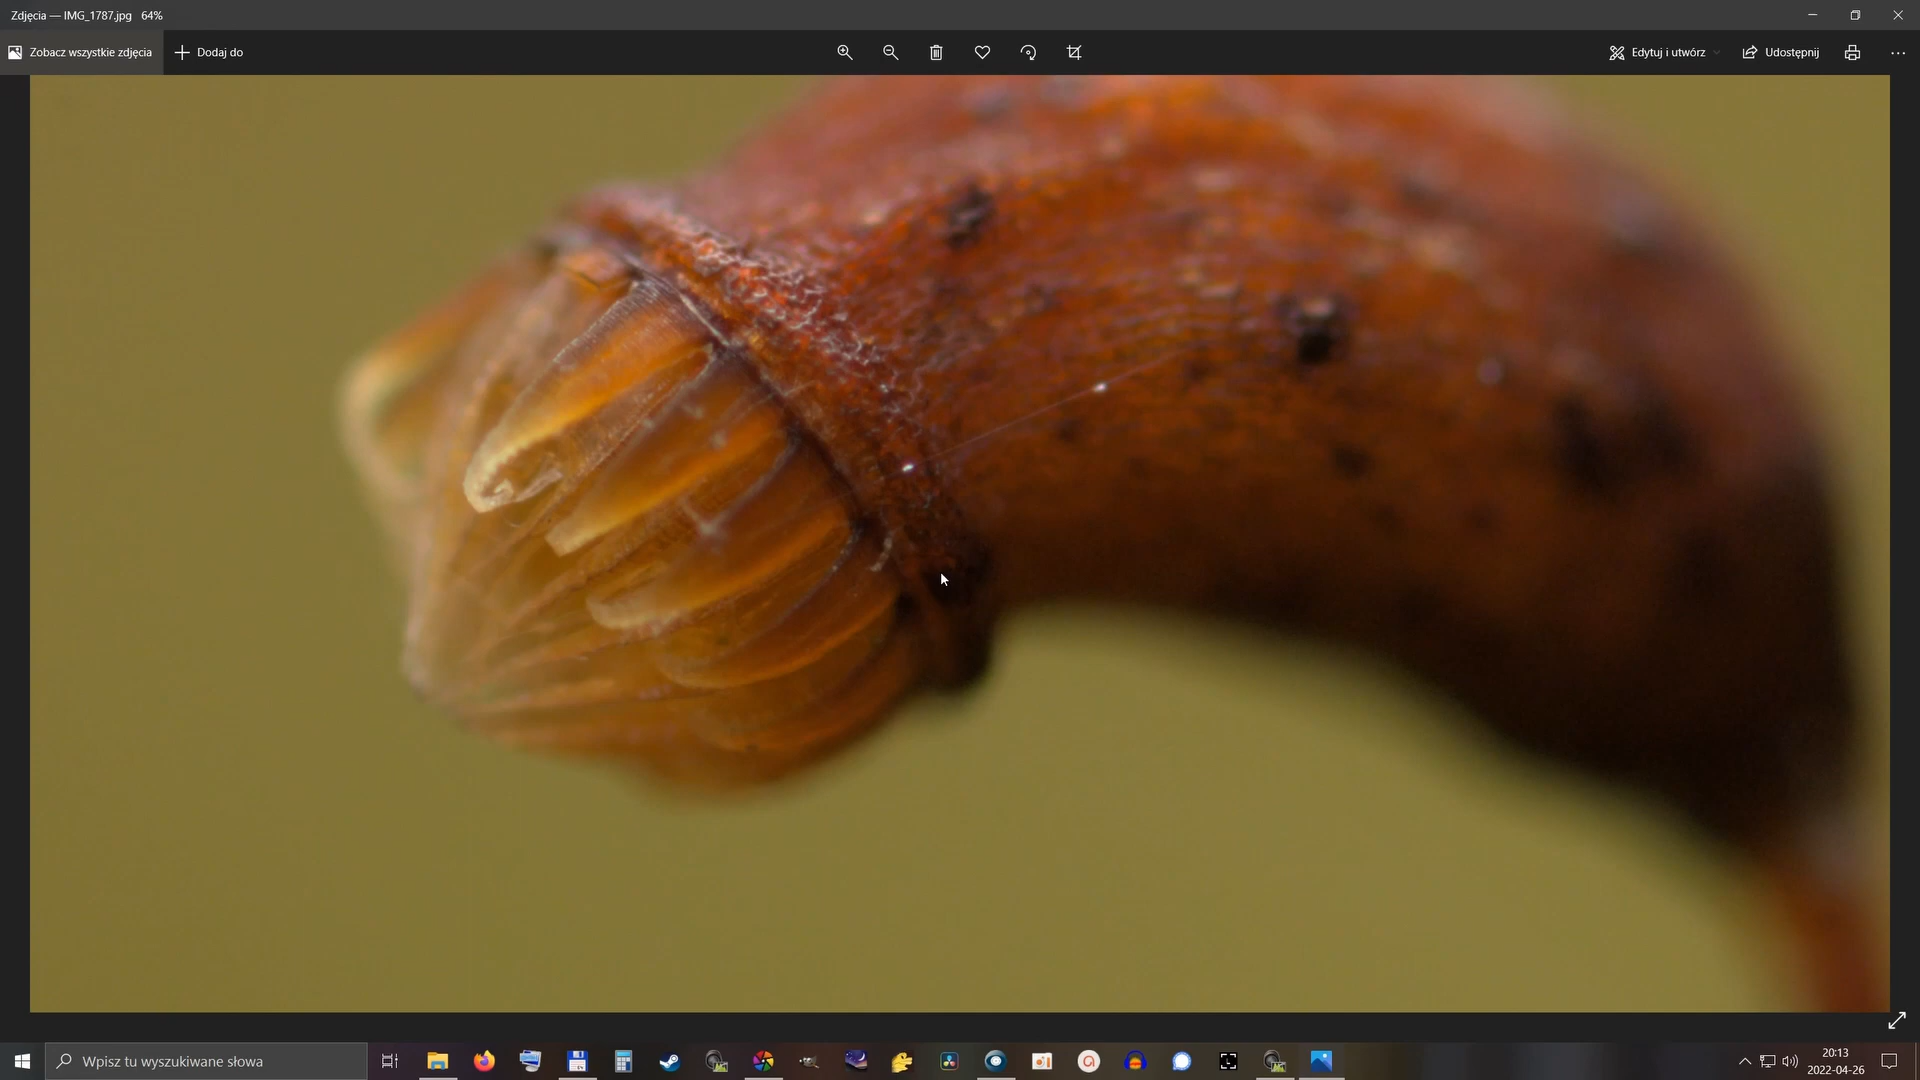 Zdjęcia — IMG_1787.jpg 64%
Zobacz wszystkie zdjęcia
Dodaj do
Edytuj i utwórz
Udostępnij
Wpisz tu wyszukiwane słowa
20:13
2022-04-26